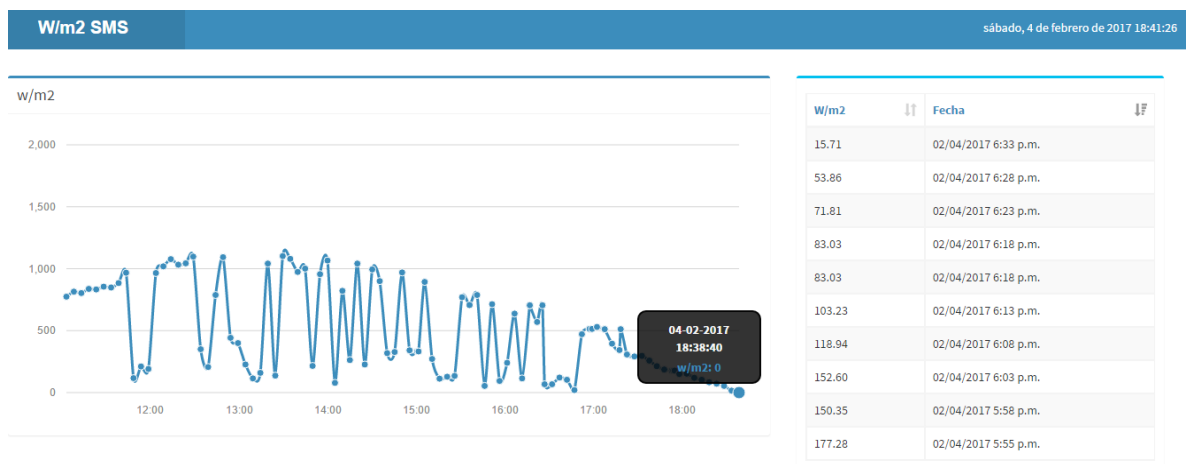 W/m2 SMS
sábado, 4 de febrero de 2017 18:41:26
w/m2
2,000
1,500
1,000
500
0
12:00 13:00 14:00 15:00 16:00 17:00 18:00
04-02-2017
18:38:40
w/m2: 0
W/m2 Fecha
15.71 02/04/2017 6:33 p.m.
53.86 02/04/2017 6:28 p.m.
71.81 02/04/2017 6:23 p.m.
83.03 02/04/2017 6:18 p.m.
83.03 02/04/2017 6:18 p.m.
103.23 02/04/2017 6:13 p.m.
118.94 02/04/2017 6:08 p.m.
152.60 02/04/2017 6:03 p.m.
150.35 02/04/2017 5:58 p.m.
177.28 02/04/2017 5:55 p.m.